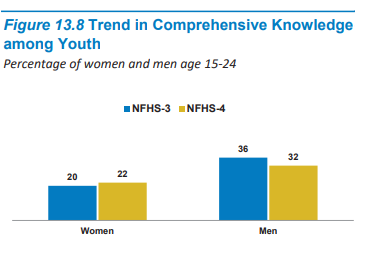 Figure 13.8 Trend in Comprehensive Knowledge
among Youth
Percentage of women and men age 15-24
NFHS-3 NFHS-4
20 22 36 32
Women Men